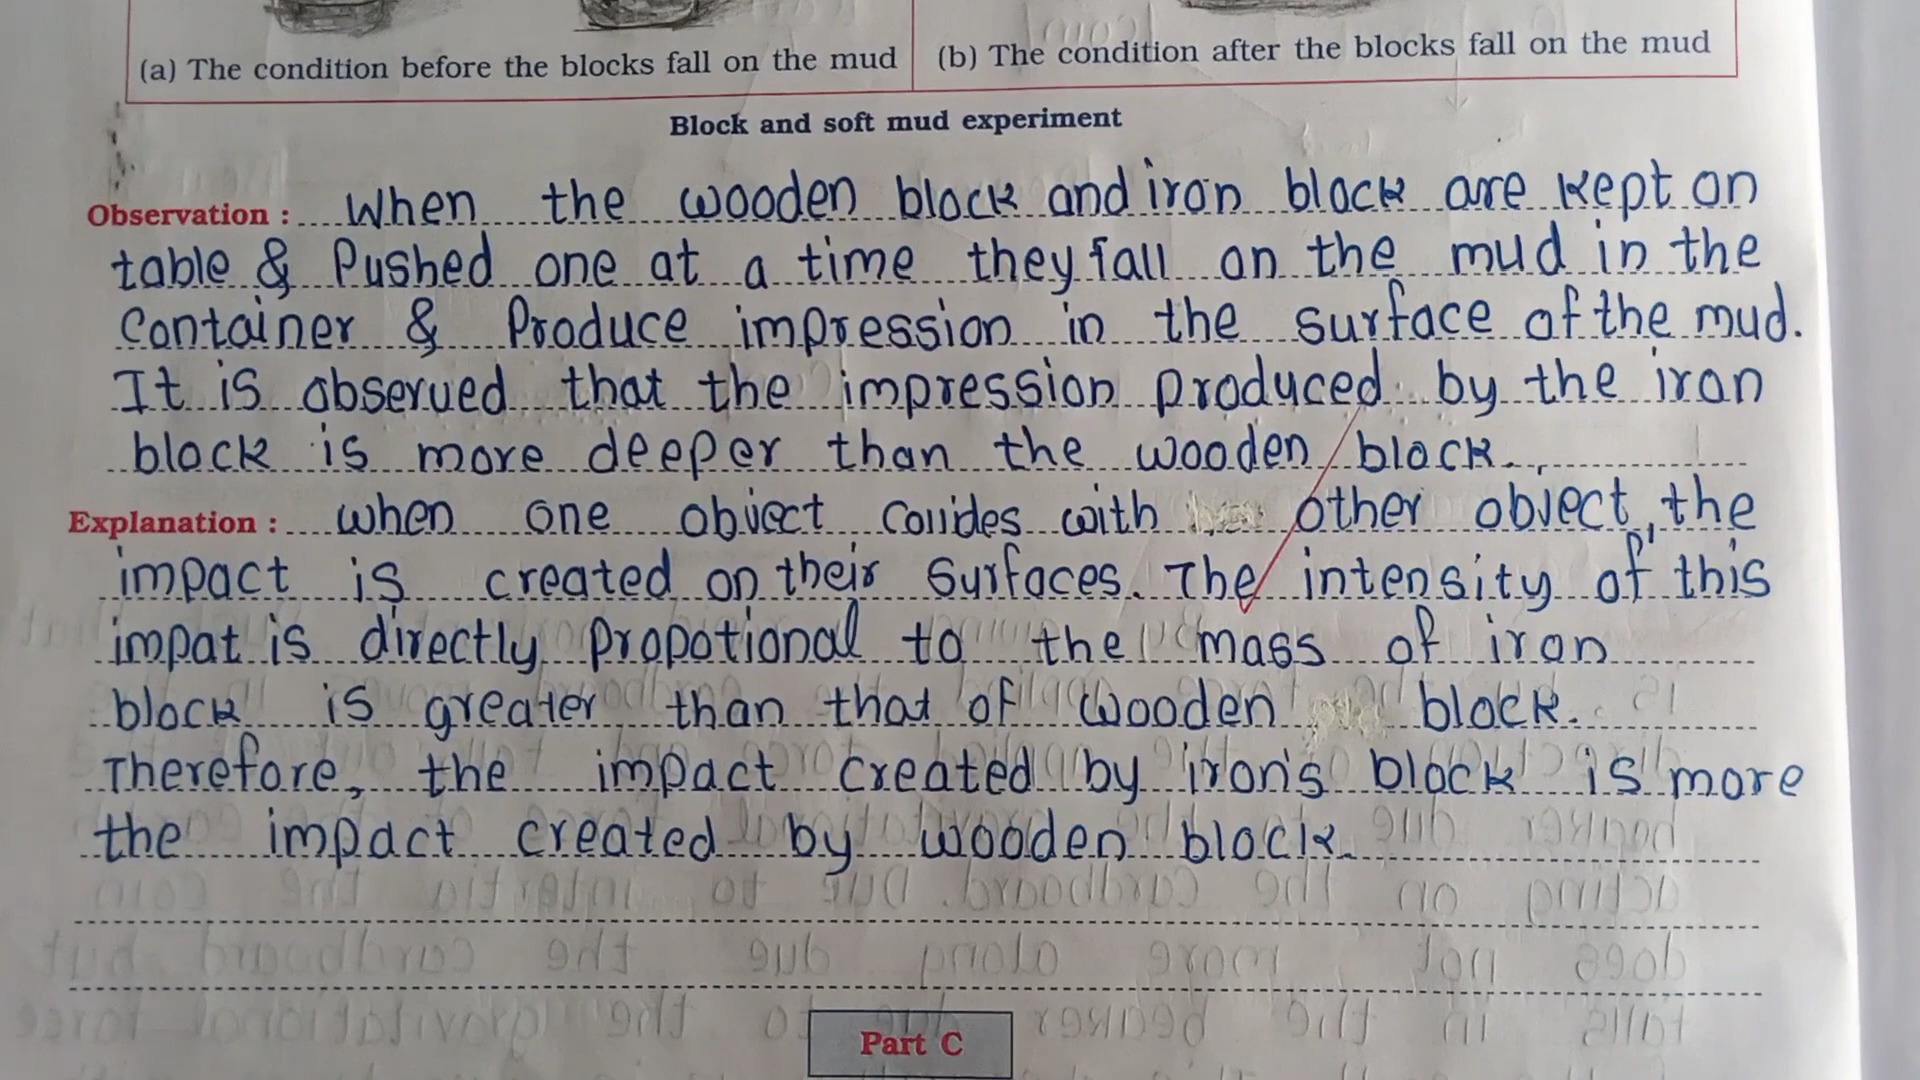 (a) The condition before the blocks fall on the mud
(b) The condition after the blocks fall on the mud
Block and soft mud experiment
Observation : When the wooden block and iron block are kept on
table & Pushed one at a time they fall on the mud in the
Container & Produce impression in the surface of the mud.
It is observed that the impression produced by the iron
block is more deeper than the wooden block.
Explanation : when one object collides with other object, the
impact is created on their surfaces. The intensity of this
impat is directly propotional to the mass of iron
block is greater than that of wooden block.
Therefore, the impact created by iron's block is more
the impact created by wooden block.
Part C